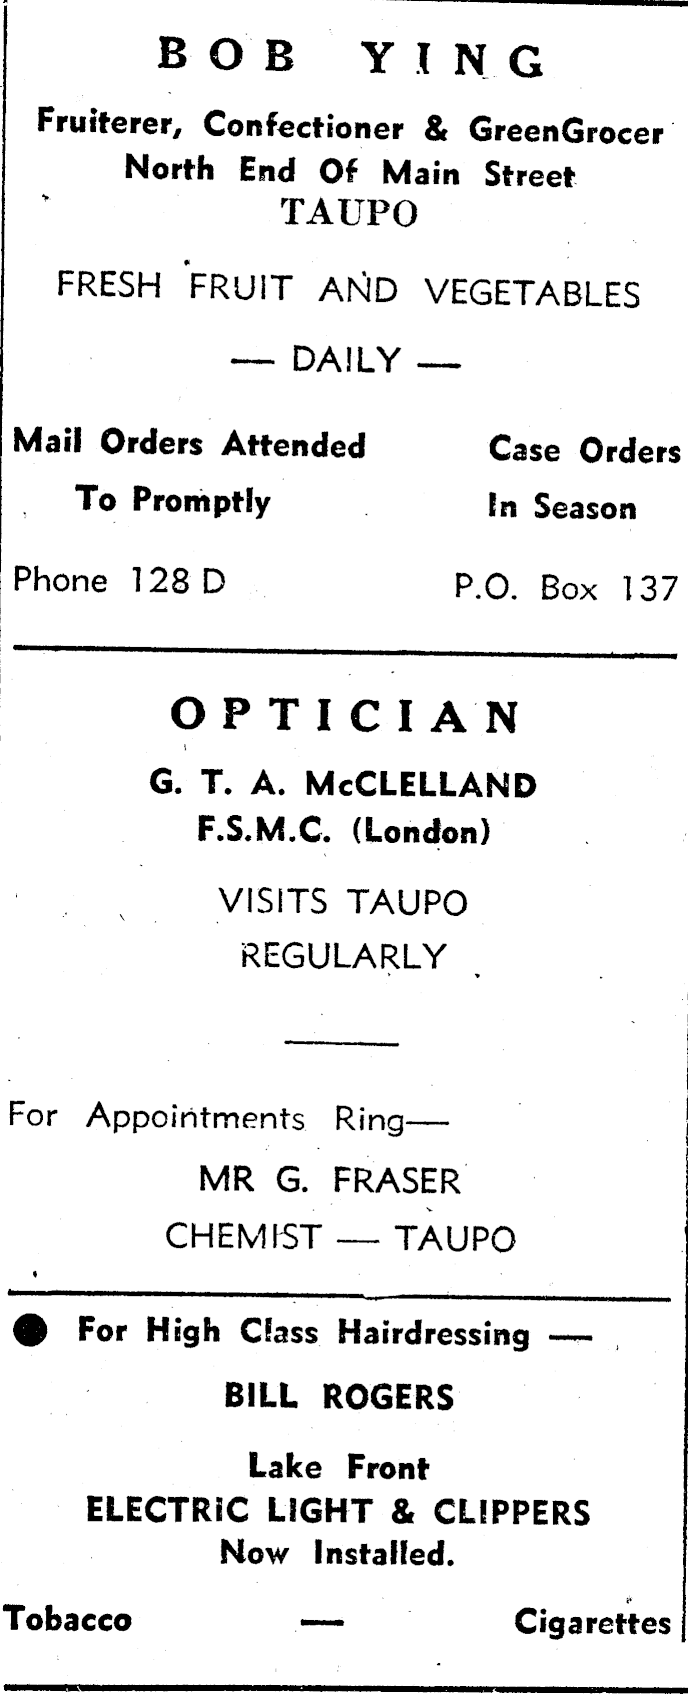 BOB YING
Fruiterer, Confectioner & GreenGrocer
North End Of Main Street
TAUPO
FRESH FRUIT AND VEGETABLES
— DAILY —
Mail Orders Attended To Promptly
Case Orders In Season
Phone 128 D
P.O. Box 137
OPTICIAN
G. T. A. McCLELLAND
F.S.M.C. (London)
VISITS TAUPO
REGULARLY
For Appointments Ring—
MR G. FRASER
CHEMIST — TAUPO
● For High Class Hairdressing —
BILL ROGERS
Lake Front
ELECTRIC LIGHT & CLIPPERS
Now Installed.
Tobacco — Cigarettes